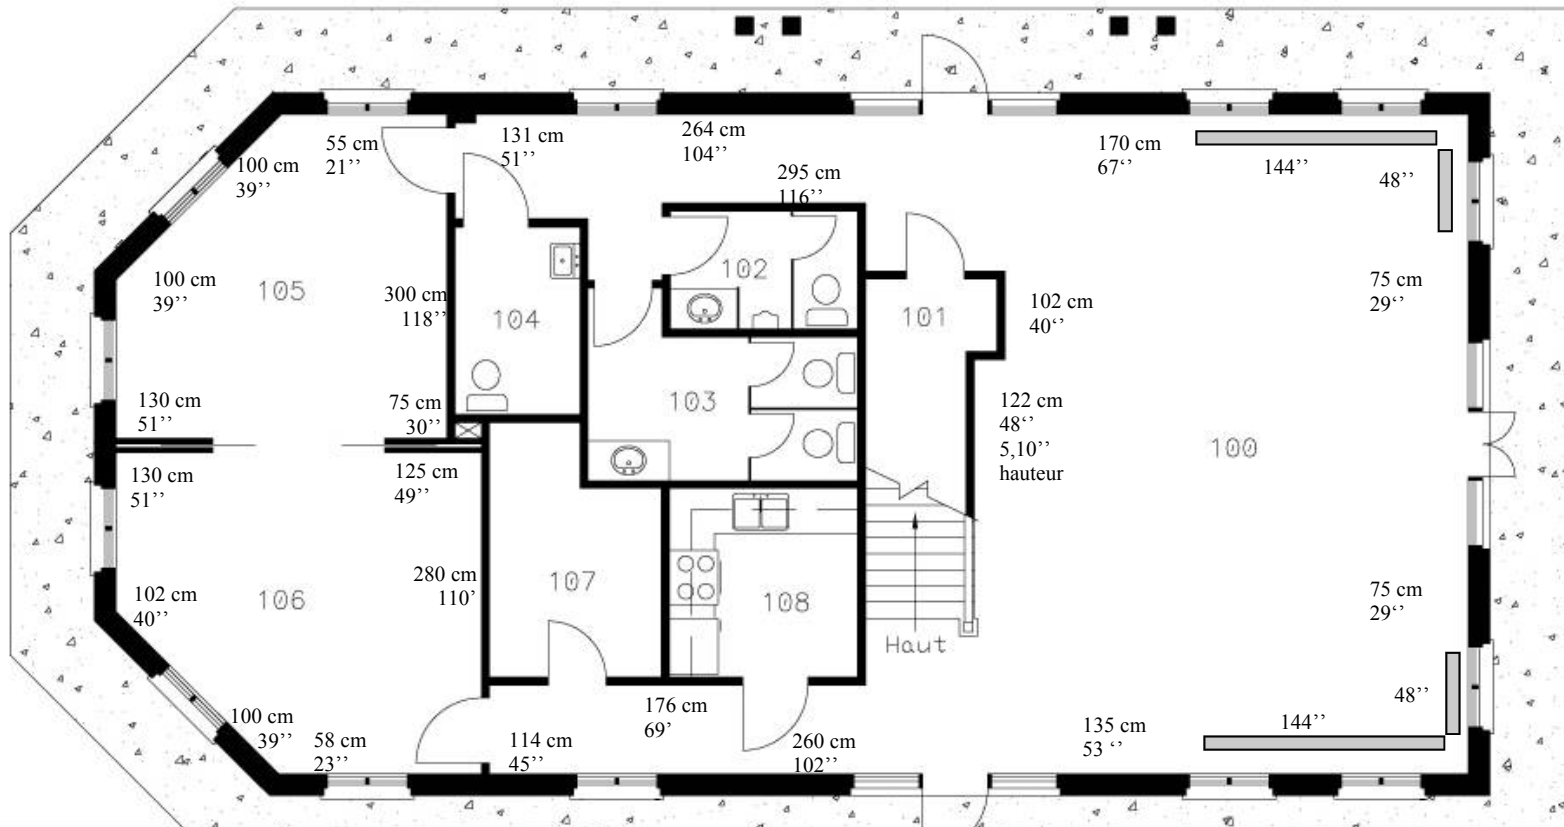 55 cm
21’’
131 cm
51’’
264 cm
104’’
170 cm
67‘‘
144’’
48’’
100 cm
39’’
295 cm
116’’
100 cm
39’’
105
300 cm
118’’
104
102
101
102 cm
40‘‘
75 cm
29‘‘
130 cm
51’’
75 cm
30’’
103
122 cm
48‘‘
5,10’’
hauteur
100
130 cm
51’’
125 cm
49’’
102 cm
40’’
106
280 cm
110’
107
108
Haut
75 cm
29‘‘
48’’
100 cm
39’’
58 cm
23’’
114 cm
45’’
176 cm
69’
260 cm
102’’
135 cm
53 ‘‘
144’’